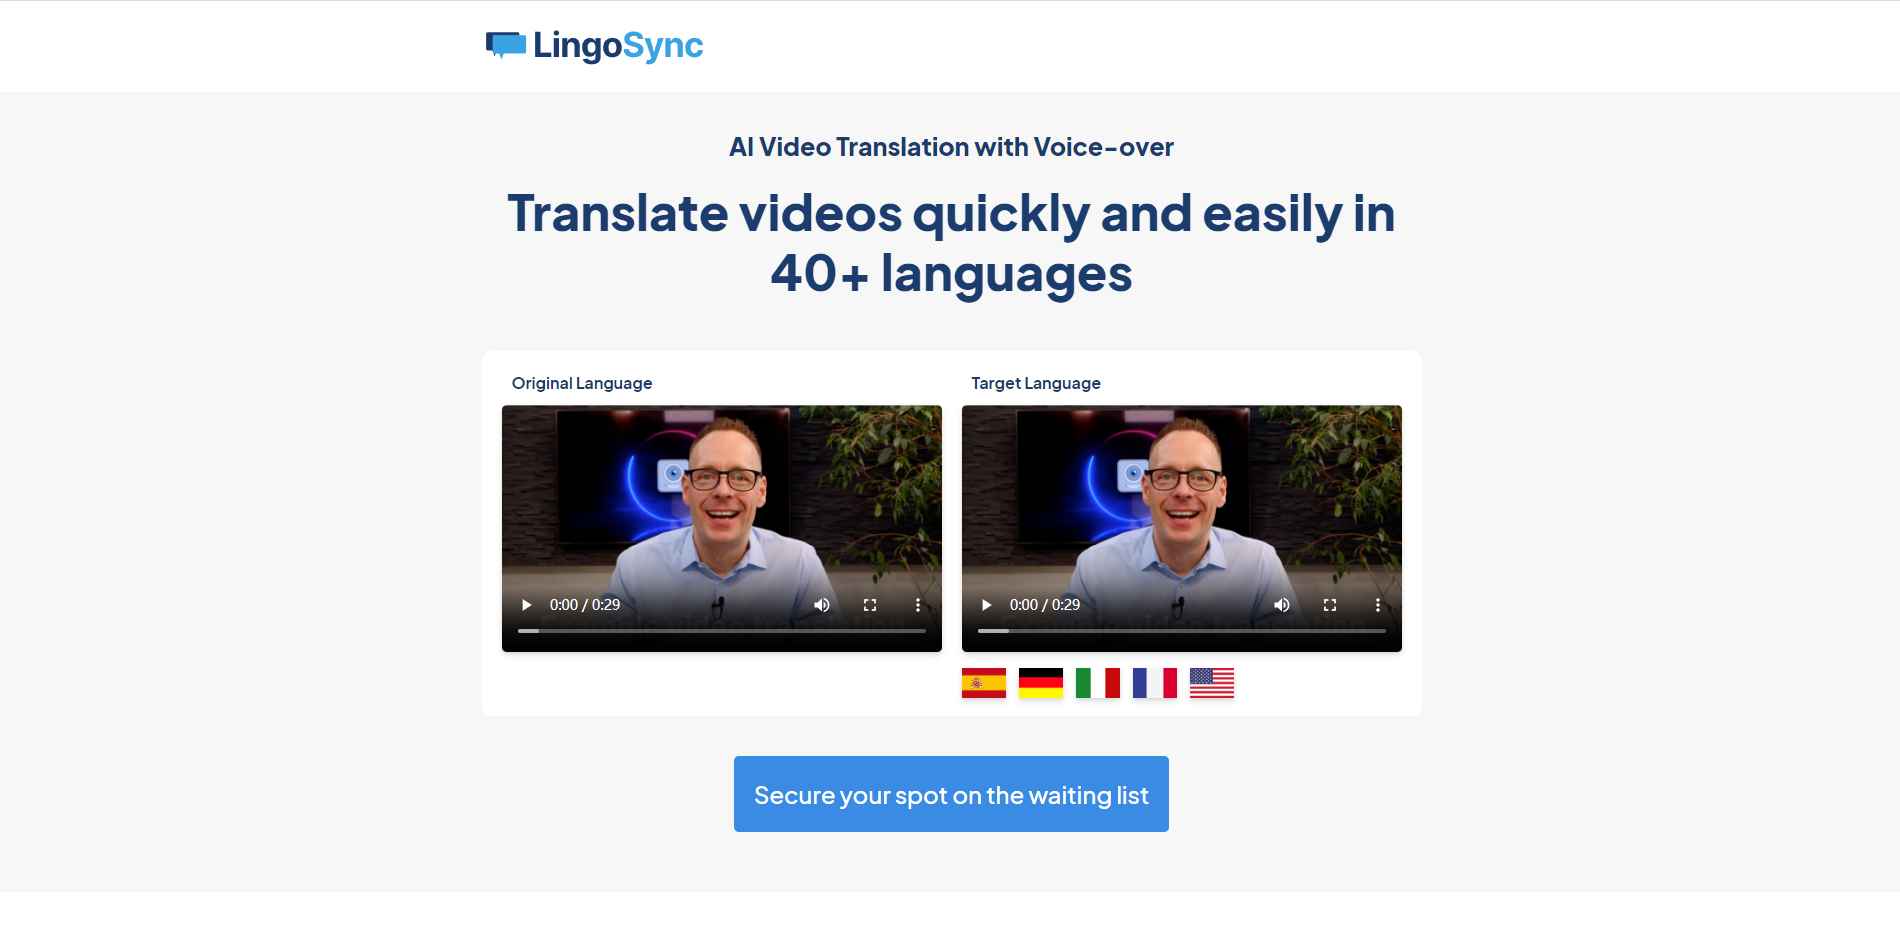 LingoSync
AI Video Translation with Voice-over
Translate videos quickly and easily in
40+ languages
Original Language
Target Language
0:00 / 0:29
0:00 / 0:29
Secure your spot on the waiting list